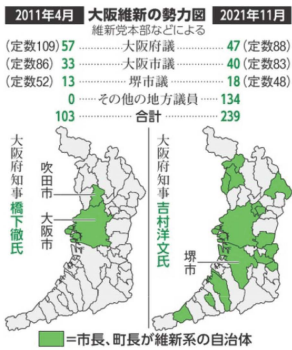 2011年4月 大阪維新の勢力図 2021年11月
維新党本部などによる
(定数109) 57 大阪府議 47 (定数88)
(定数86) 33 大阪市議 40 (定数83)
(定数52) 13 堺市議 18 (定数48)
0 その他の地方議員 134
103 合計 239
大阪府知事
橋下徹氏
吹田市
大阪市
大阪府知事
吉村洋文氏
堺市
=市長、町長が維新系の自治体